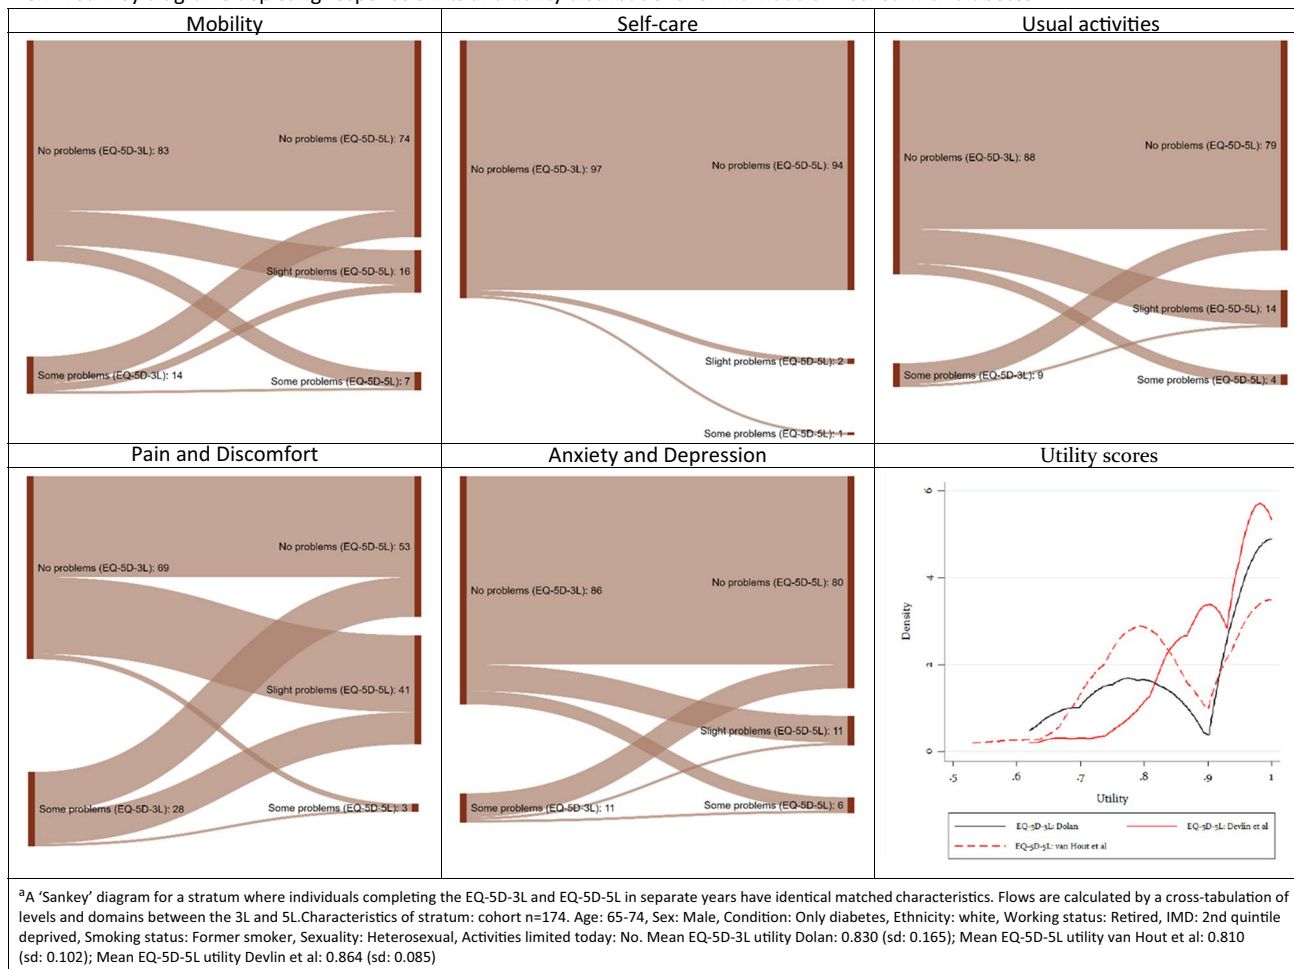 Mobility
Self-care
Usual activities
No problems (EQ-5D-3L): 83
No problems (EQ-5D-5L): 74
Slight problems (EQ-5D-5L): 16
Some problems (EQ-5D-3L): 14
Some problems (EQ-5D-5L): 7
No problems (EQ-5D-3L): 97
No problems (EQ-5D-5L): 94
Slight problems (EQ-5D-5L): 2
Some problems (EQ-5D-5L): 1
No problems (EQ-5D-3L): 88
No problems (EQ-5D-5L): 79
Slight problems (EQ-5D-5L): 14
Some problems (EQ-5D-3L): 9
Some problems (EQ-5D-5L): 4
Pain and Discomfort
Anxiety and Depression
Utility scores
No problems (EQ-5D-3L): 69
No problems (EQ-5D-5L): 53
Slight problems (EQ-5D-5L): 41
Some problems (EQ-5D-3L): 28
Some problems (EQ-5D-5L): 3
No problems (EQ-5D-3L): 86
No problems (EQ-5D-5L): 80
Slight problems (EQ-5D-5L): 11
Some problems (EQ-5D-3L): 11
Some problems (EQ-5D-5L): 6
6
4
2
0
Density
.5 .6 .7 .8 .9 1
Utility
EQ-5D-3L: Dolan
EQ-5D-5L: Devlin et al
EQ-5D-5L: van Hout et al
aA ‘Sankey’ diagram for a stratum where individuals completing the EQ-5D-3L and EQ-5D-5L in separate years have identical matched characteristics. Flows are calculated by a cross-tabulation of
levels and domains between the 3L and 5L.Characteristics of stratum: cohort n=174. Age: 65-74, Sex: Male, Condition: Only diabetes, Ethnicity: white, Working status: Retired, IMD: 2nd quintile
deprived, Smoking status: Former smoker, Sexuality: Heterosexual, Activities limited today: No. Mean EQ-5D-3L utility Dolan: 0.830 (sd: 0.165); Mean EQ-5D-5L utility van Hout et al: 0.810
(sd: 0.102); Mean EQ-5D-5L utility Devlin et al: 0.864 (sd: 0.085)